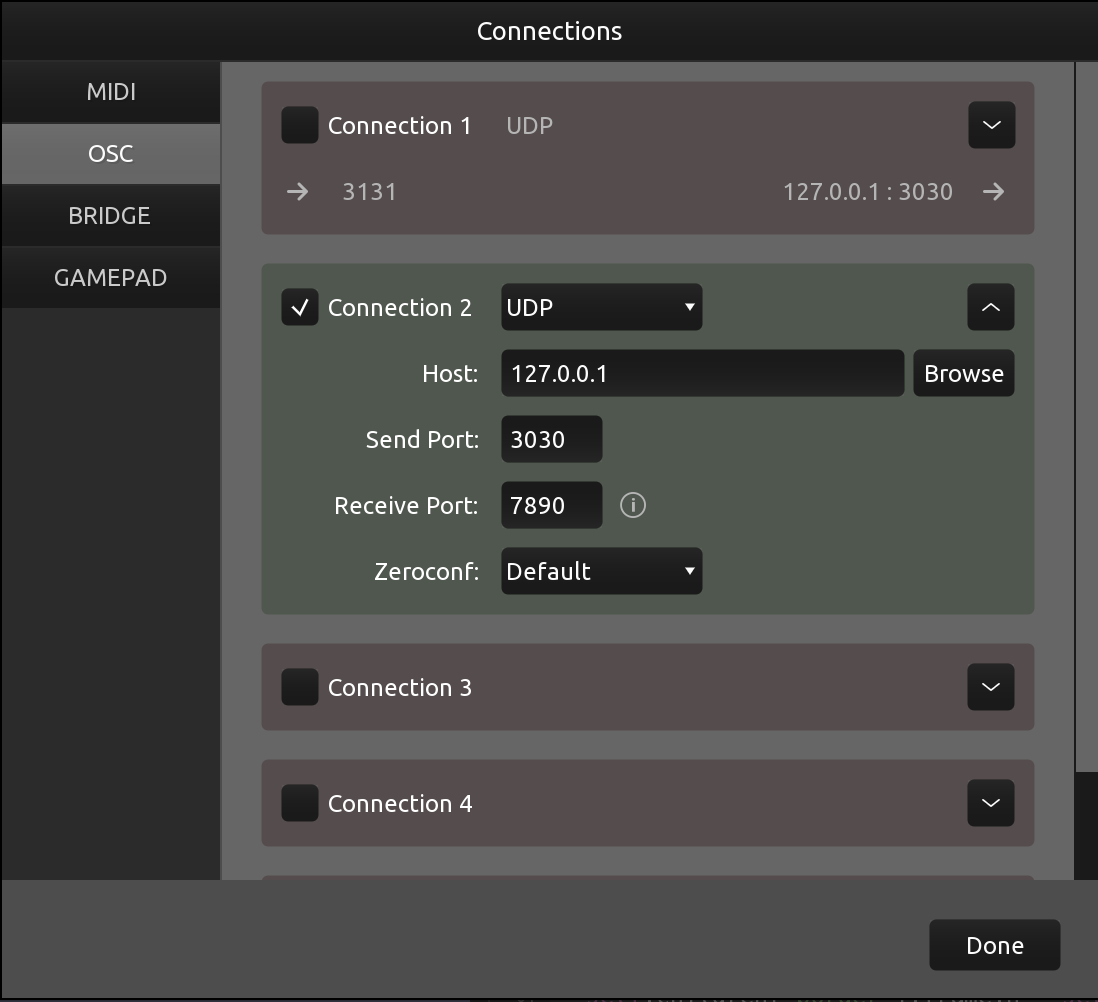 Connections
MIDI
OSC
BRIDGE
GAMEPAD
Connection 1 UDP
3131 127.0.0.1 : 3030
Connection 2 UDP
Host: 127.0.0.1 Browse
Send Port: 3030
Receive Port: 7890
Zeroconf: Default
Connection 3
Connection 4
Done